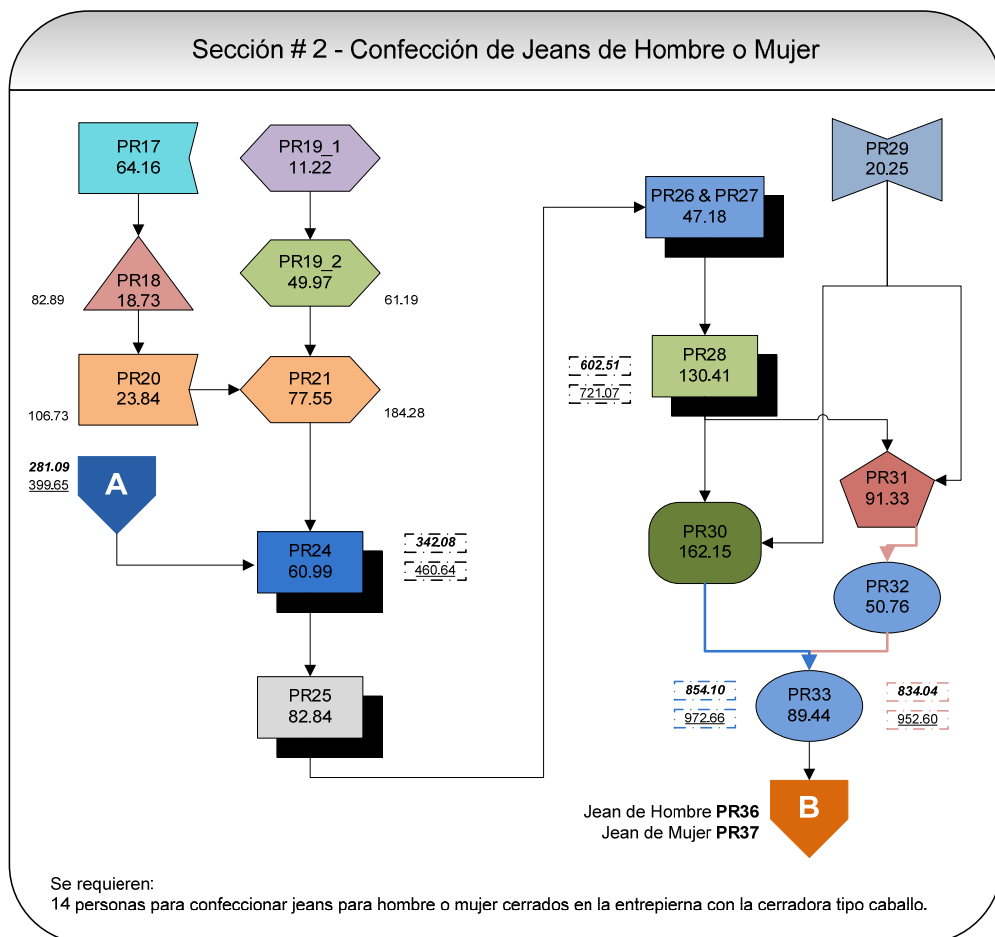 Sección # 2 - Confección de Jeans de Hombre o Mujer
PR17
64.16
PR19_1
11.22
PR29
20.25
PR26 & PR27
47.18
PR18
18.73
82.89
PR19_2
49.97
61.19
PR20
23.84
106.73
PR21
77.55
184.28
602.51
721.07
PR28
130.41
281.09
399.65
A
PR31
91.33
PR24
60.99
342.08
460.64
PR30
162.15
PR32
50.76
PR25
82.84
854.10
972.66
PR33
89.44
834.04
952.60
Jean de Hombre PR36
Jean de Mujer PR37
B
Se requieren:
14 personas para confeccionar jeans para hombre o mujer cerrados en la entrepierna con la cerradora tipo caballo.